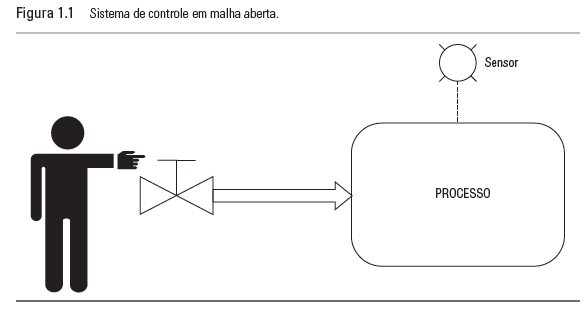 Figura 1.1 Sistema de controle em malha aberta.
Sensor
PROCESSO